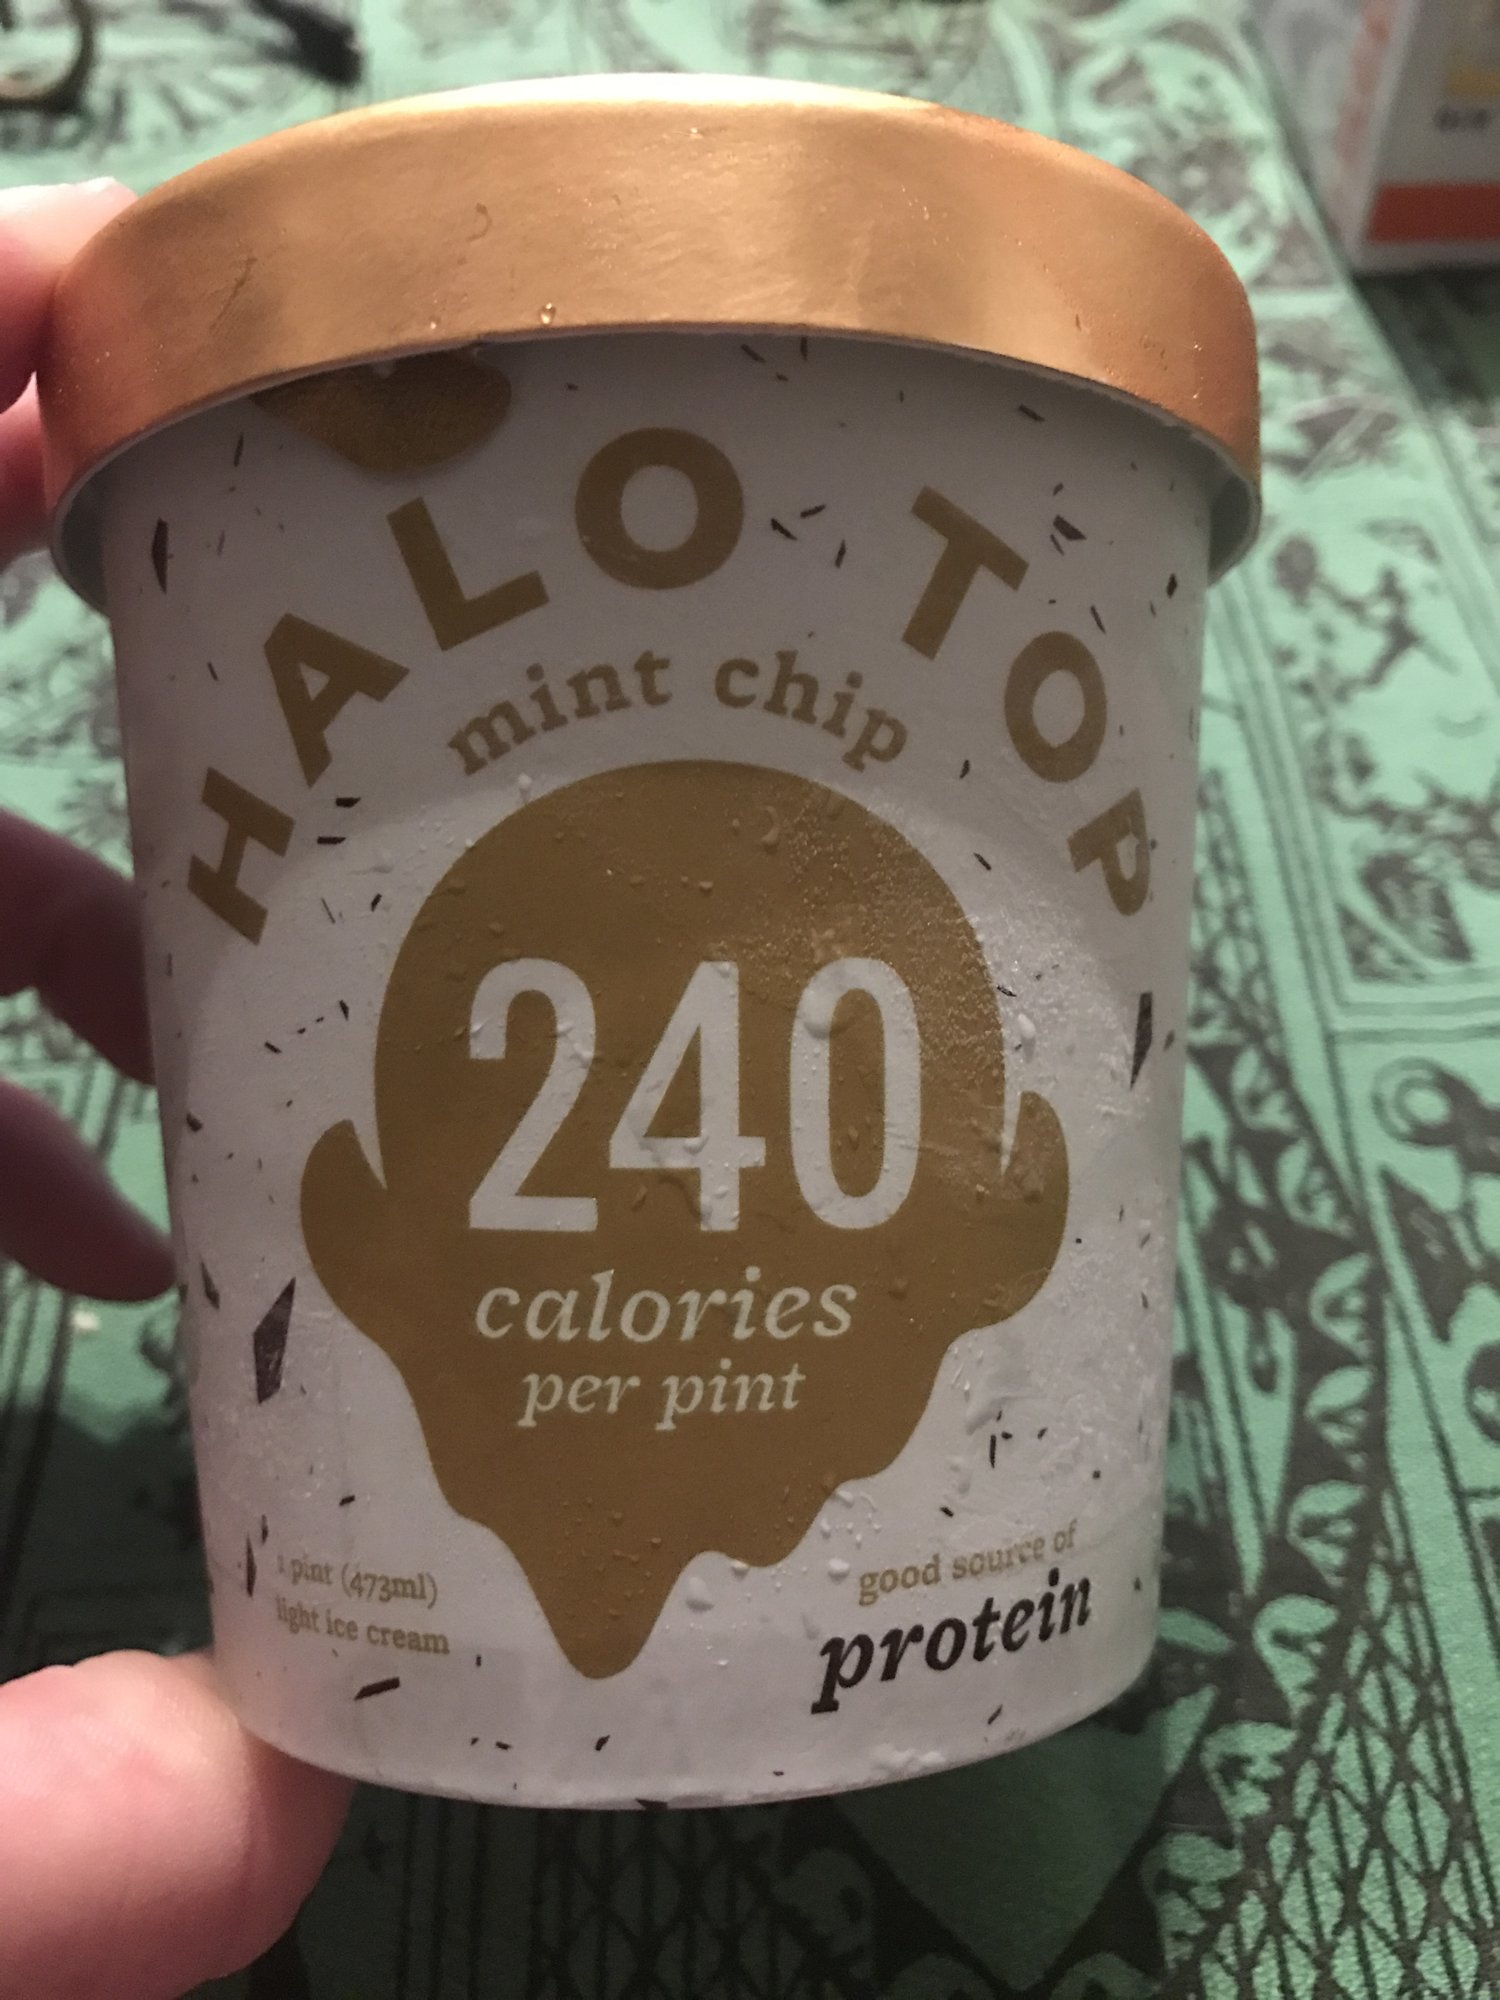 HALO TOP
mint chip
240
calories
per pint
1 pint (473ml)
light ice cream
good source of
protein